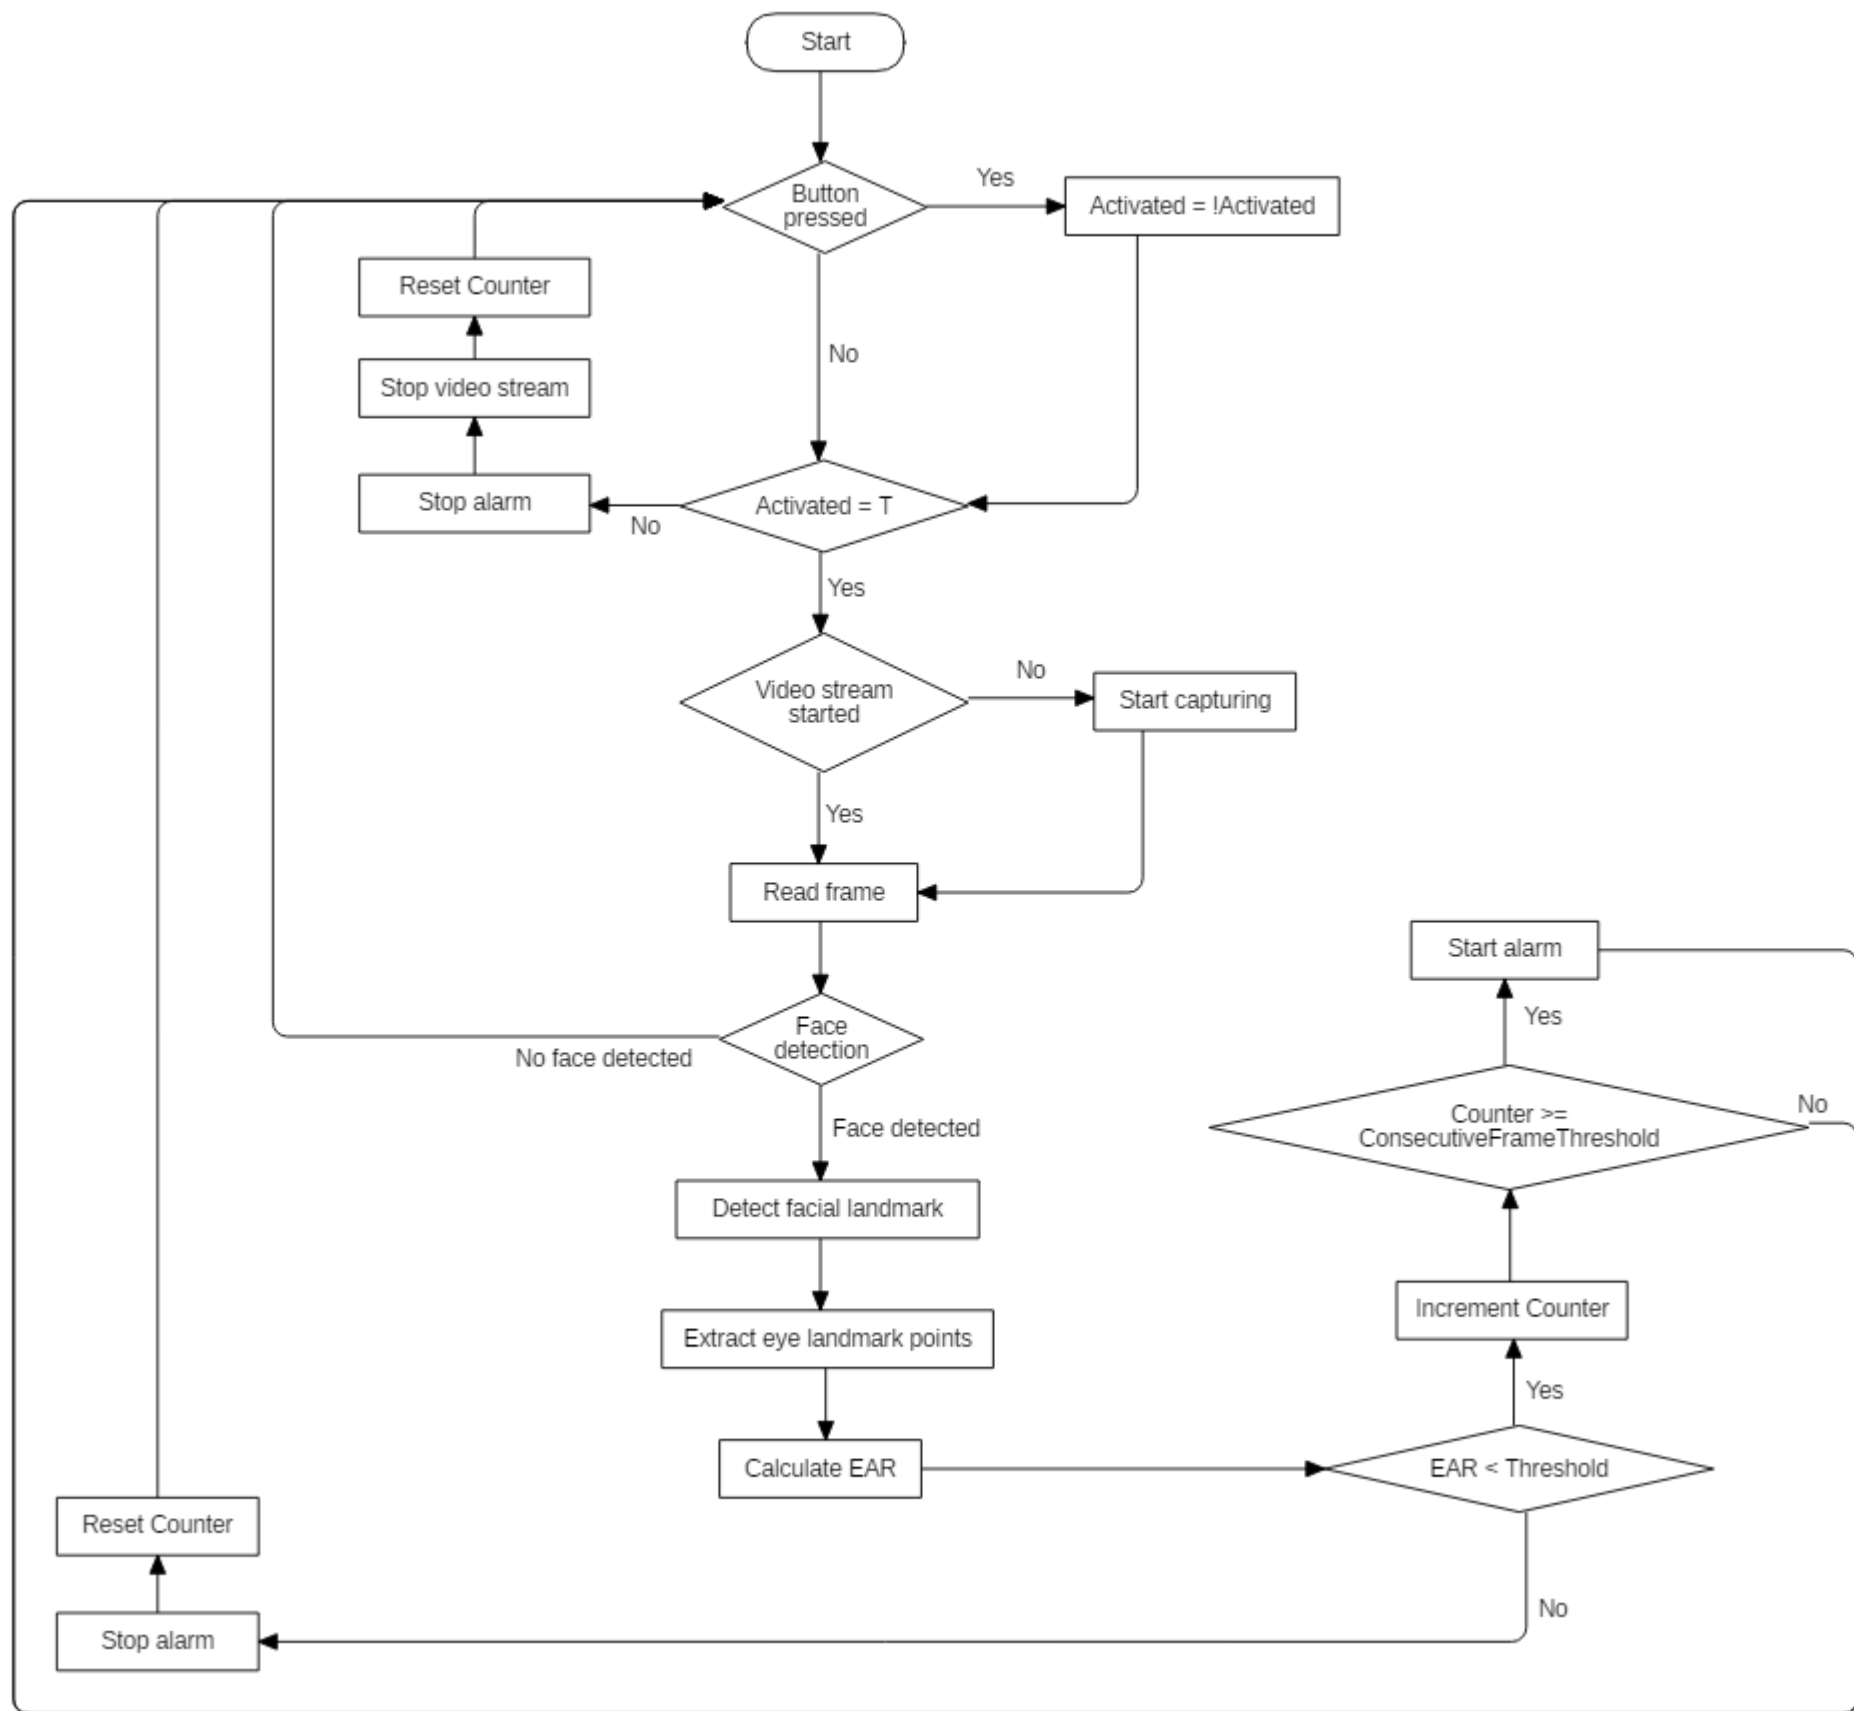 Start
Button
pressed
Yes
Activated = !Activated
Reset Counter
Stop video stream
No
Stop alarm
No
Activated = T
Yes
Video stream
started
No
Start capturing
Yes
Read frame
Start alarm
Yes
Face
detection
No face detected
Face detected
Counter >=
ConsecutiveFrameThreshold
No
Detect facial landmark
Increment Counter
Extract eye landmark points
Yes
Calculate EAR
EAR < Threshold
Reset Counter
No
Stop alarm